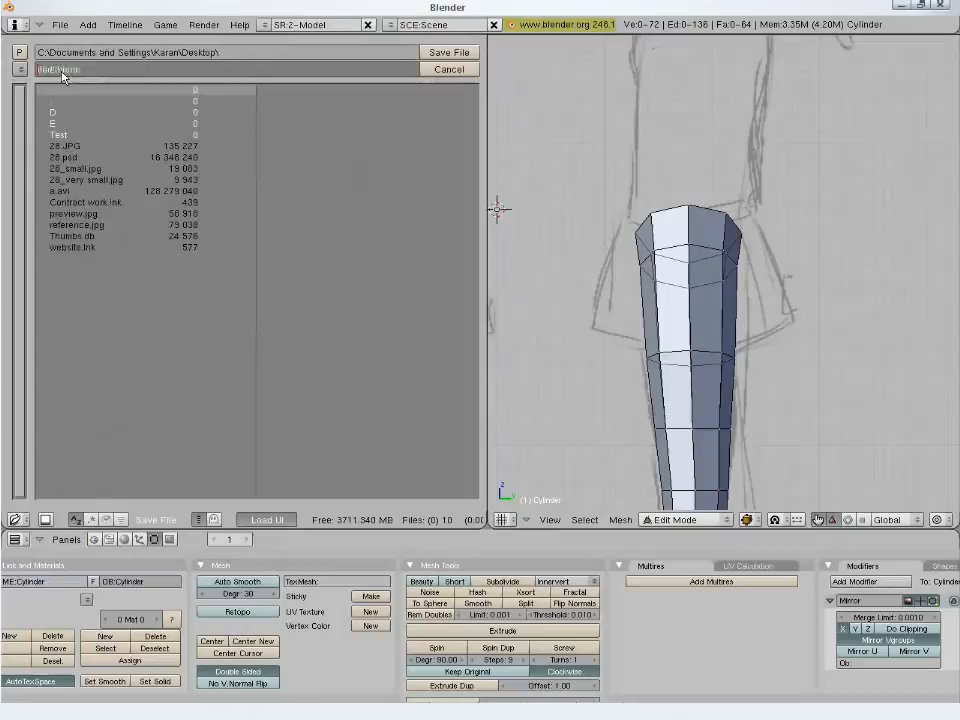 Blender
File Add Timeline Game Render Help SR:2-Model SCE:Scene www.blender.org 248.1 Ve:0-72 | Ed:0-136 | Fa:0-64 | Mem:3.35M (4.20M) Cylinder
P C:\Documents and Settings\Karan\Desktop\ Save File
Cancel
0
. 0
D 0
E 0
Test 0
28.JPG 135 227
28.psd 16 346 240
28_small.jpg 19 083
28_very small.jpg 9 943
a.avi 128 279 040
Contract work.lnk 439
preview.jpg 58 918
reference.jpg 79 038
Thumbs.db 24 576
website.lnk 577
z
y
(1) Cylinder
Save File Load UI Free: 3711.340 MB Files: (0) 10 (0.00
View Select Mesh Edit Mode Global
Panels 1
Link and Materials Mesh Mesh Tools Multires UV Calculation Modifiers Shapes
ME:Cylinder F OB:Cylinder Auto Smooth TexMesh: Beauty Short Subdivide Innervert Add Multires Add Modifier To: Cylinder
Degr: 30 Sticky Make Noise Hash Xsort Fractal
Mirror
0 Mat 0 ? Retopo UV Texture New To Sphere Smooth Split Flip Normals
Vertex Color New Rem Doubles Limit: 0.001 Threshold: 0.010
Merge Limit: 0.0010
New Delete New Delete Center Center New Extrude X Y Z Do Clipping
Remove Select Deselect Center Cursor Spin Spin Dup Screw Mirror Vgroups
Desel. Assign Degr: 90.00 Steps: 9 Turns: 1 Mirror U Mirror V
Double Sided Keep Original Clockwise Ob:
AutoTexSpace Set Smooth Set Solid No V.Normal Flip Extrude Dup Offset: 1.00